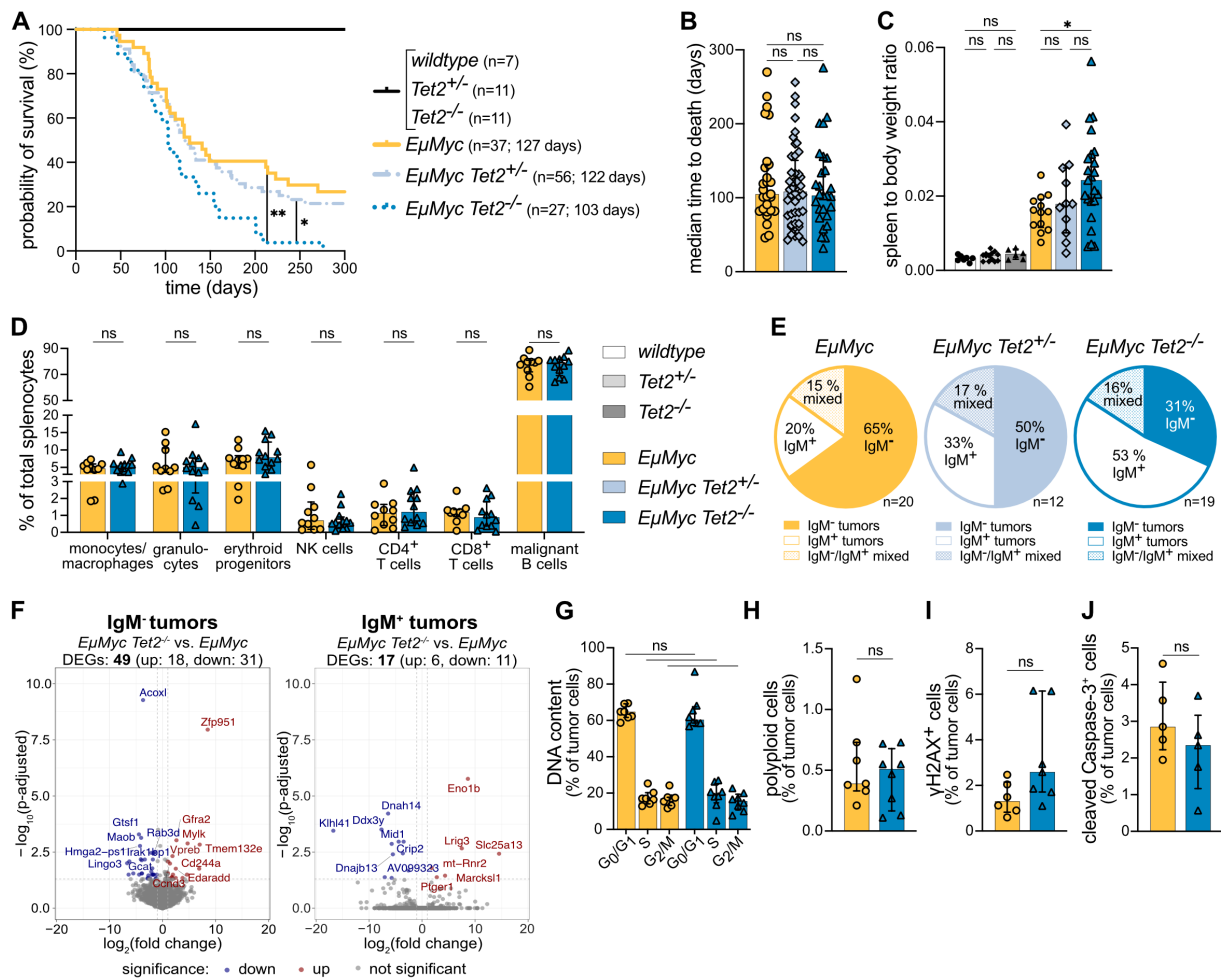 A
probability of survival (%)
100
80
60
40
20
0
0 50 100 150 200 250 300
time (days)
** *
wildtype (n=7)
Tet2+/- (n=11)
Tet2-/- (n=11)
EµMyc (n=37; 127 days)
EµMyc Tet2+/- (n=56; 122 days)
EµMyc Tet2-/- (n=27; 103 days)
B
median time to death (days)
300
200
150
100
50
0
ns
ns ns
C
spleen to body weight ratio
0.06
0.04
0.02
0.00
ns
ns ns
*
ns ns
D
% of total splenocytes
90
70
50
20
15
10
5
3
2
1
0
ns ns ns ns ns ns ns
monocytes/
macrophages
granulo-
cytes
erythroid
progenitors
NK cells
CD4+
T cells
CD8+
T cells
malignant
B cells
wildtype
Tet2+/-
Tet2-/-
EµMyc
EµMyc Tet2+/-
EµMyc Tet2-/-
E
EµMyc
15 %
mixed
20%
IgM+
65%
IgM-
n=20
IgM- tumors
IgM+ tumors
IgM-/IgM+ mixed
EµMyc Tet2+/-
17 %
mixed
33%
IgM+
50%
IgM-
n=12
IgM- tumors
IgM+ tumors
IgM-/IgM+ mixed
EµMyc Tet2-/-
16%
mixed
31%
IgM-
53 %
IgM+
n=19
IgM- tumors
IgM+ tumors
IgM-/IgM+ mixed
F
IgM- tumors
EµMyc Tet2-/- vs. EµMyc
DEGs: 49 (up: 18, down: 31)
−log10(p-adjusted)
10.0
7.5
5.0
2.5
0.0
Acoxl
Zfp951
Gtsf1
Gfra2
Maob
Rab3d
Mylk
Hmga2-ps1
Irak1bp1
Vpreb
Tmem132e
Lingo3
Gcat
Cd244a
Ccnd3
Edaradd
-20 -10 0 10 20
log2(fold change)
IgM+ tumors
EµMyc Tet2-/- vs. EµMyc
DEGs: 17 (up: 6, down: 11)
−log10(p-adjusted)
10.0
7.5
5.0
2.5
0.0
Eno1b
Dnah14
Klhl41
Ddx3y
Mid1
Lrig3
Slc25a13
Crip2
Dnajb13
AV099323
mt-Rnr2
Marcksl1
Ptger1
-20 -10 0 10 20
log2(fold change)
significance: down up not significant
G
DNA content
(% of tumor cells)
100
80
60
40
20
0
ns
G0/G1
S
G2/M
G0/G1
S
G2/M
H
polyploid cells
(% of tumor cells)
1.5
1.0
0.5
0.0
ns
I
γH2AX+ cells
(% of tumor cells)
8
6
4
2
0
ns
J
cleaved Caspase-3+ cells
(% of tumor cells)
5
4
3
2
1
0
ns